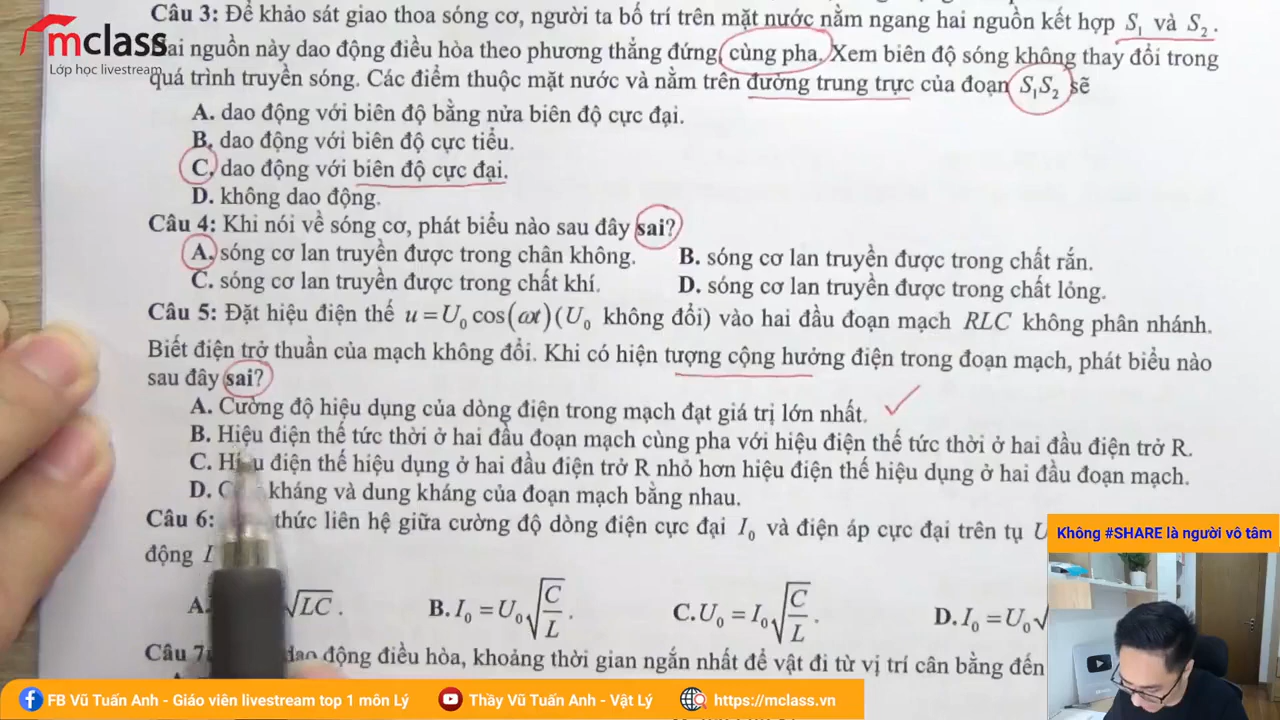 Câu 3: Để khảo sát giao thoa sóng cơ, người ta bố trí trên mặt nước nằm ngang hai nguồn kết hợp S₁ và S₂.
mclass
Lớp học livestream
Hai nguồn này dao động điều hòa theo phương thẳng đứng, cùng pha. Xem biên độ sóng không thay đổi trong
quá trình truyền sóng. Các điểm thuộc mặt nước và nằm trên đường trung trực của đoạn S₁S₂ sẽ
A. dao động với biên độ bằng nửa biên độ cực đại.
B. dao động với biên độ cực tiểu.
C. dao động với biên độ cực đại.
D. không dao động.
Câu 4: Khi nói về sóng cơ, phát biểu nào sau đây sai?
A. sóng cơ lan truyền được trong chân không. B. sóng cơ lan truyền được trong chất rắn.
C. sóng cơ lan truyền được trong chất khí. D. sóng cơ lan truyền được trong chất lỏng.
Câu 5: Đặt hiệu điện thế u = U₀ cos(ωt) (U₀ không đổi) vào hai đầu đoạn mạch RLC không phân nhánh.
Biết điện trở thuần của mạch không đổi. Khi có hiện tượng cộng hưởng điện trong đoạn mạch, phát biểu nào
sau đây sai?
A. Cường độ hiệu dụng của dòng điện trong mạch đạt giá trị lớn nhất.
B. Hiệu điện thế tức thời ở hai đầu đoạn mạch cùng pha với hiệu điện thế tức thời ở hai đầu điện trở R.
C. Hiệu điện thế hiệu dụng ở hai đầu điện trở R nhỏ hơn hiệu điện thế hiệu dụng ở hai đầu đoạn mạch.
D. kháng và dung kháng của đoạn mạch bằng nhau.
Câu 6: thức liên hệ giữa cường độ dòng điện cực đại I₀ và điện áp cực đại trên tụ U
động
A. √LC. B. I₀ = U₀√(C/L). C. U₀ = I₀√(C/L). D. I₀ = U₀√
Câu 7: dao động điều hòa, khoảng thời gian ngắn nhất để vật đi từ vị trí cân bằng đến
Không #SHARE là người vô tâm
FB Vũ Tuấn Anh - Giáo viên livestream top 1 môn Lý
Thầy Vũ Tuấn Anh - Vật Lý
https://mclass.vn